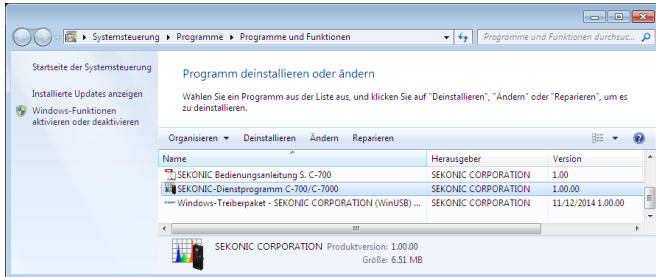 Systemsteuerung Programme Programme und Funktionen Programme und Funktionen durchsuc...
Startseite der Systemsteuerung
Installierte Updates anzeigen
Windows-Funktionen
aktivieren oder deaktivieren
Programm deinstallieren oder ändern
Wählen Sie ein Programm aus der Liste aus, und klicken Sie auf "Deinstallieren", "Ändern" oder "Reparieren", um es
zu deinstallieren.
Organisieren Deinstallieren Ändern Reparieren
Name Herausgeber Version
SEKONIC Bedienungsanleitung S. C-700 SEKONIC CORPORATION 1.00
SEKONIC-Dienstprogramm C-700/C-7000 SEKONIC CORPORATION 1.00.00
Windows-Treiberpaket - SEKONIC CORPORATION (WinUSB) ... SEKONIC CORPORATION 11/12/2014 1.00.00
SEKONIC CORPORATION Produktversion: 1.00.00
Größe: 6.51 MB